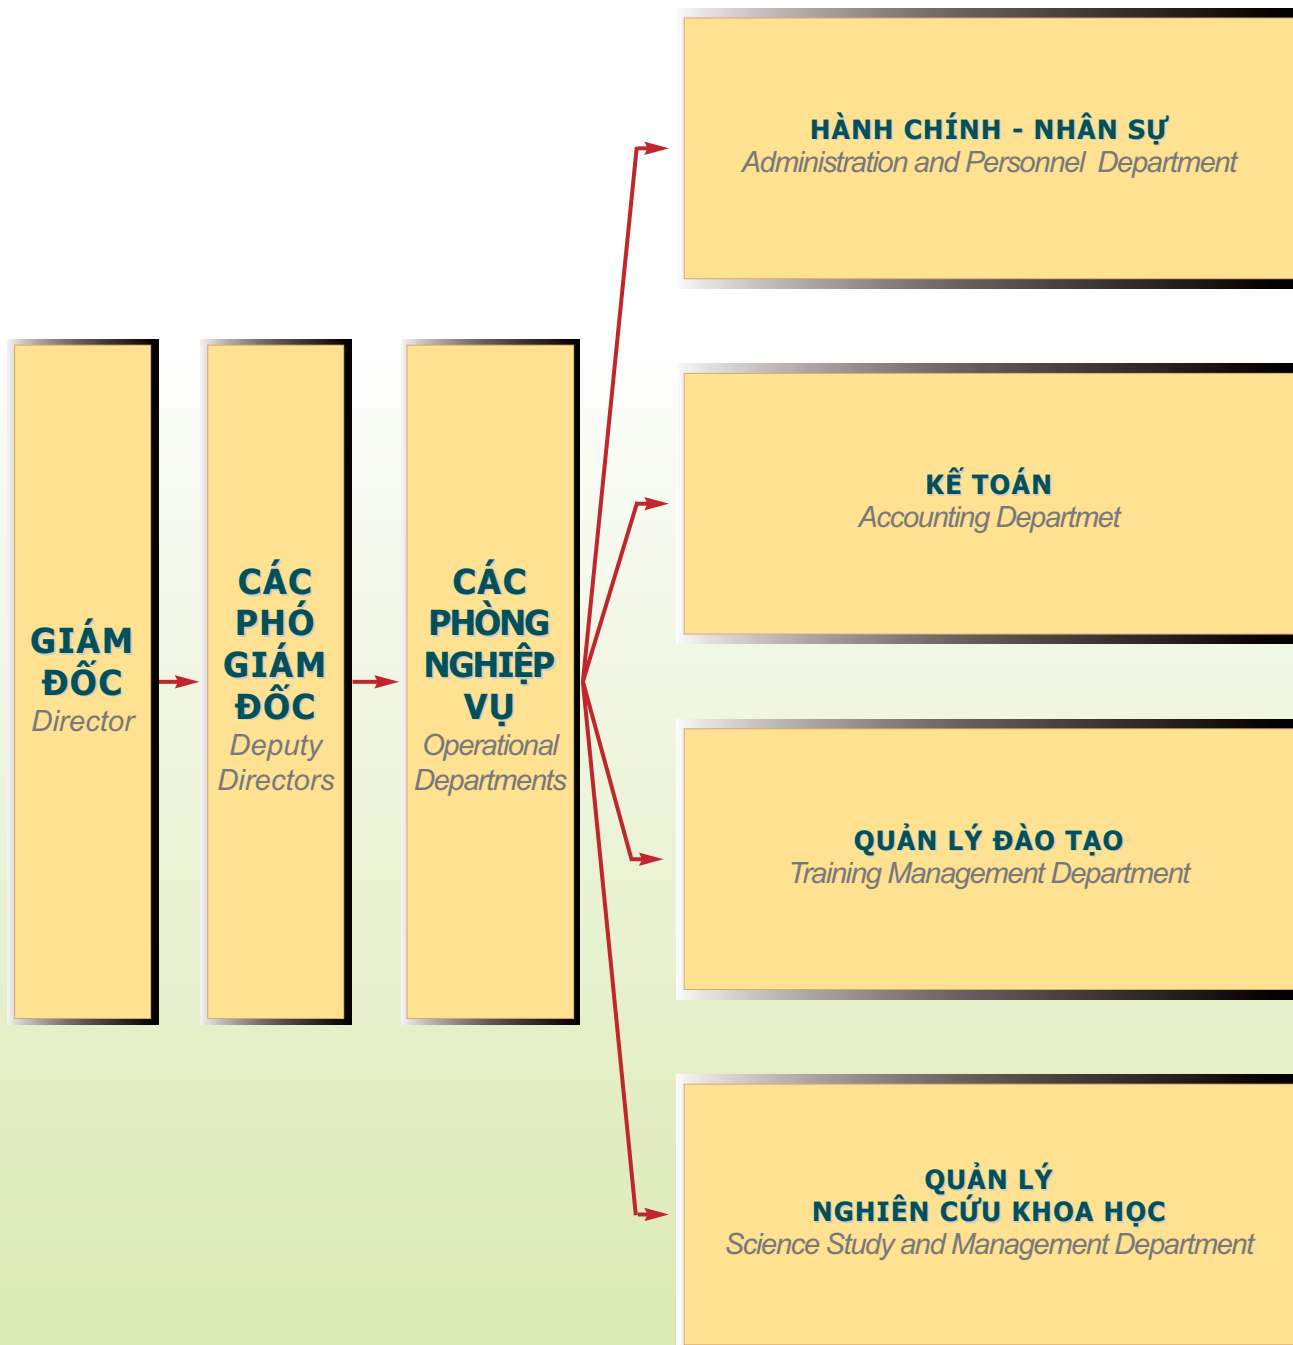 GIÁM
ĐỐC
Director
CÁC
PHÓ
GIÁM
ĐỐC
Deputy
Directors
CÁC
PHÒNG
NGHIỆP
VỤ
Operational
Departments
HÀNH CHÍNH - NHÂN SỰ
Administration and Personnel Department
KẾ TOÁN
Accounting Departmet
QUẢN LÝ ĐÀO TẠO
Training Management Department
QUẢN LÝ
NGHIÊN CỨU KHOA HỌC
Science Study and Management Department